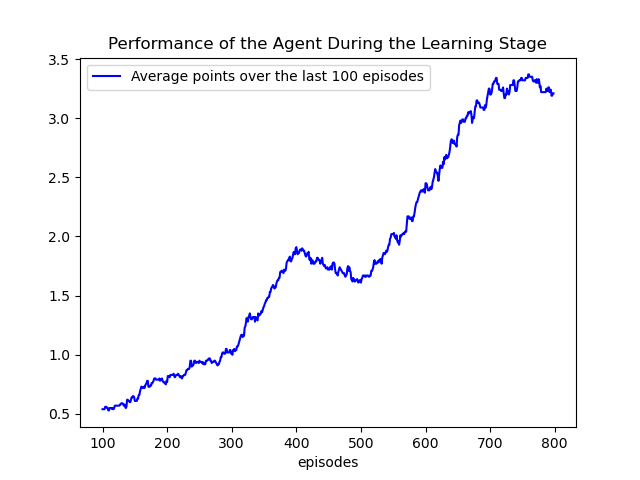 Performance of the Agent During the Learning Stage
Average points over the last 100 episodes
3.5
3.0
2.5
2.0
1.5
1.0
0.5
100 200 300 400 500 600 700 800
episodes